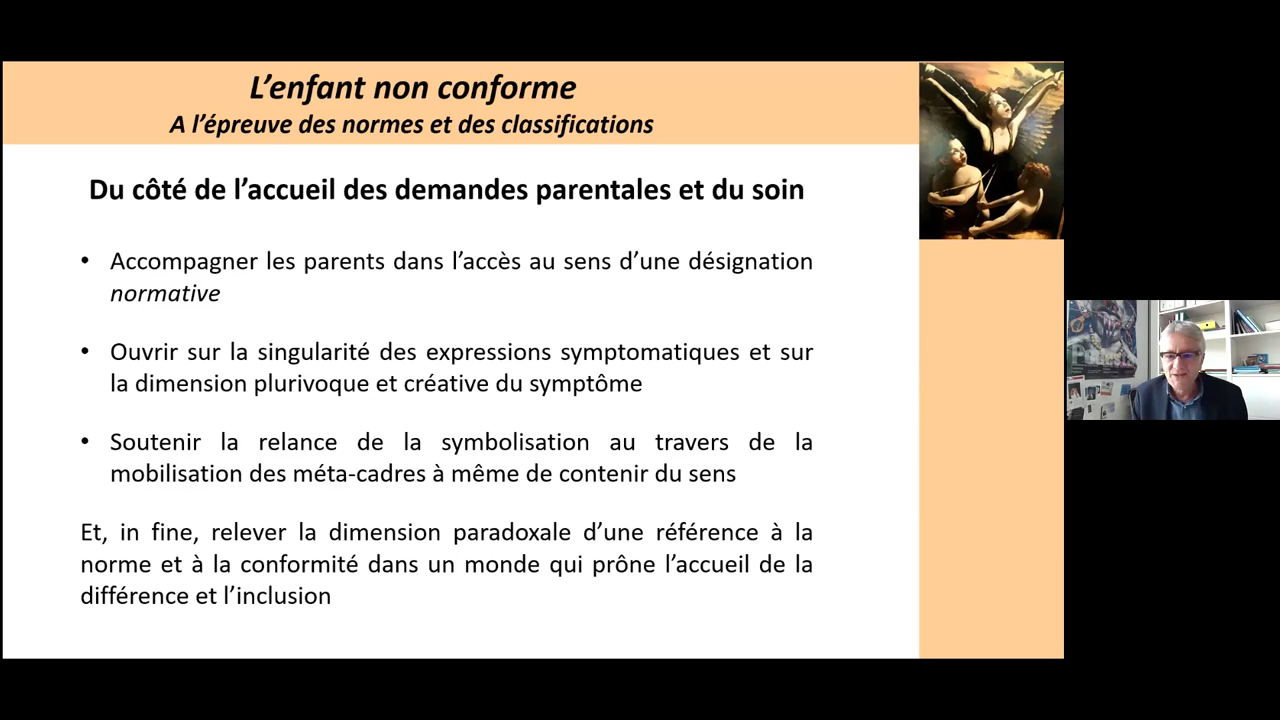 L’enfant non conforme
A l’épreuve des normes et des classifications
Du côté de l’accueil des demandes parentales et du soin
• Accompagner les parents dans l’accès au sens d’une désignation
normative
• Ouvrir sur la singularité des expressions symptomatiques et sur
la dimension plurivoque et créative du symptôme
• Soutenir la relance de la symbolisation au travers de la
mobilisation des méta-cadres à même de contenir du sens
Et, in fine, relever la dimension paradoxale d’une référence à la
norme et à la conformité dans un monde qui prône l’accueil de la
différence et l’inclusion